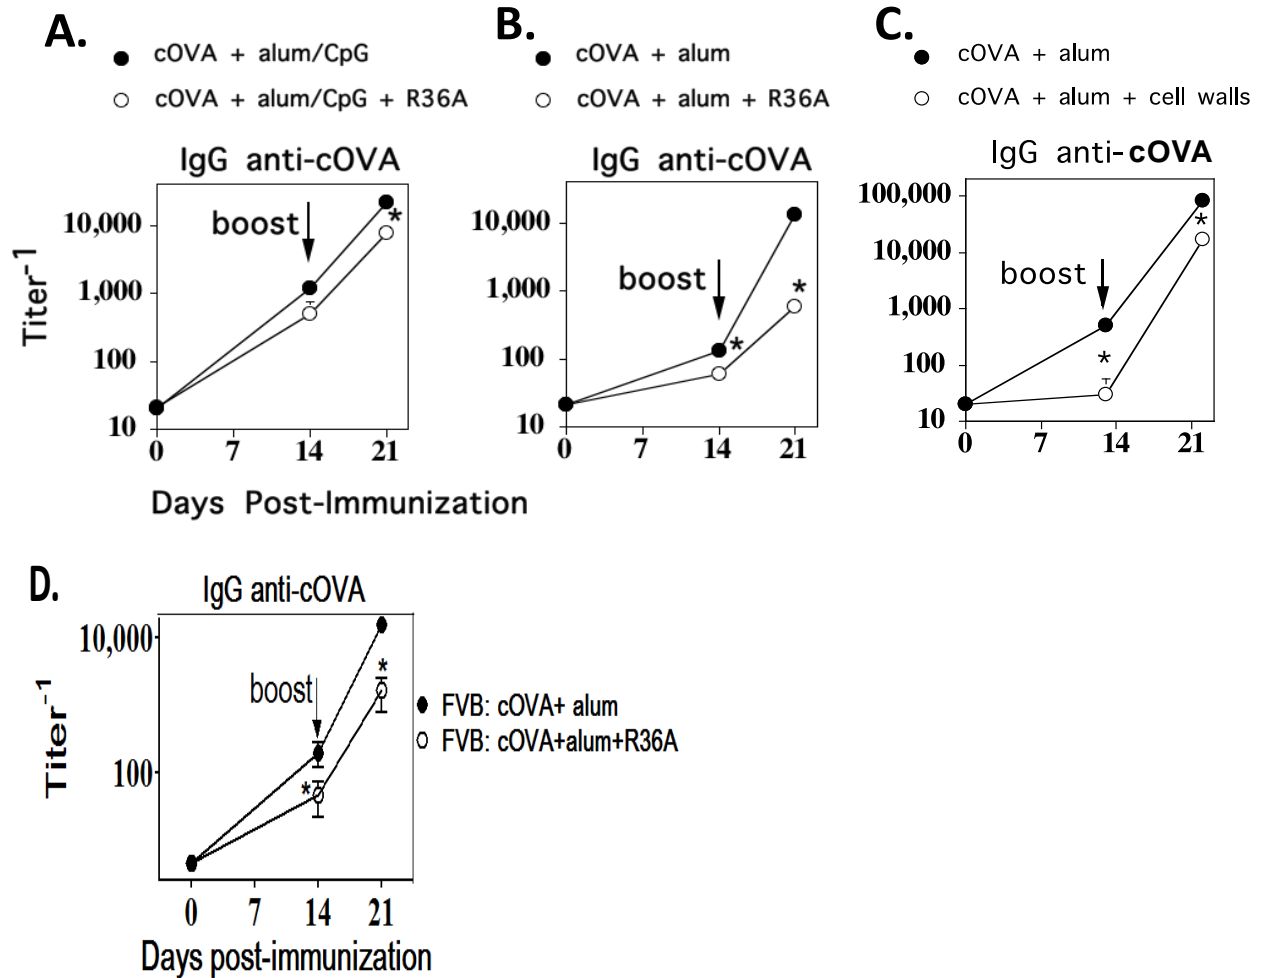 A.
cOVA + alum/CpG
cOVA + alum/CpG + R36A
IgG anti-cOVA
Titer-1
10,000
1,000
100
10
boost
*
0 7 14 21
Days Post-Immunization
B.
cOVA + alum
cOVA + alum + R36A
IgG anti-cOVA
10,000
1,000
100
10
boost
*
*
0 7 14 21
C.
cOVA + alum
cOVA + alum + cell walls
IgG anti-cOVA
100,000
10,000
1,000
100
10
boost
*
*
0 7 14 21
D.
IgG anti-cOVA
Titer-1
10,000
100
boost
*
*
FVB: cOVA+ alum
FVB: cOVA+alum+R36A
0 7 14 21
Days post-immunization